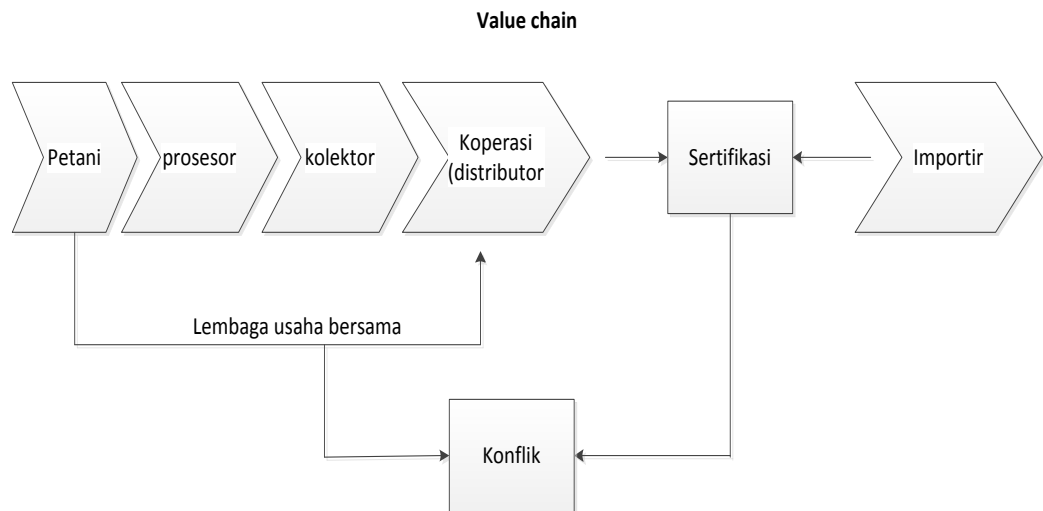 Value chain
Petani
prosesor
kolektor
Koperasi
(distributor
Sertifikasi
Importir
Lembaga usaha bersama
Konflik